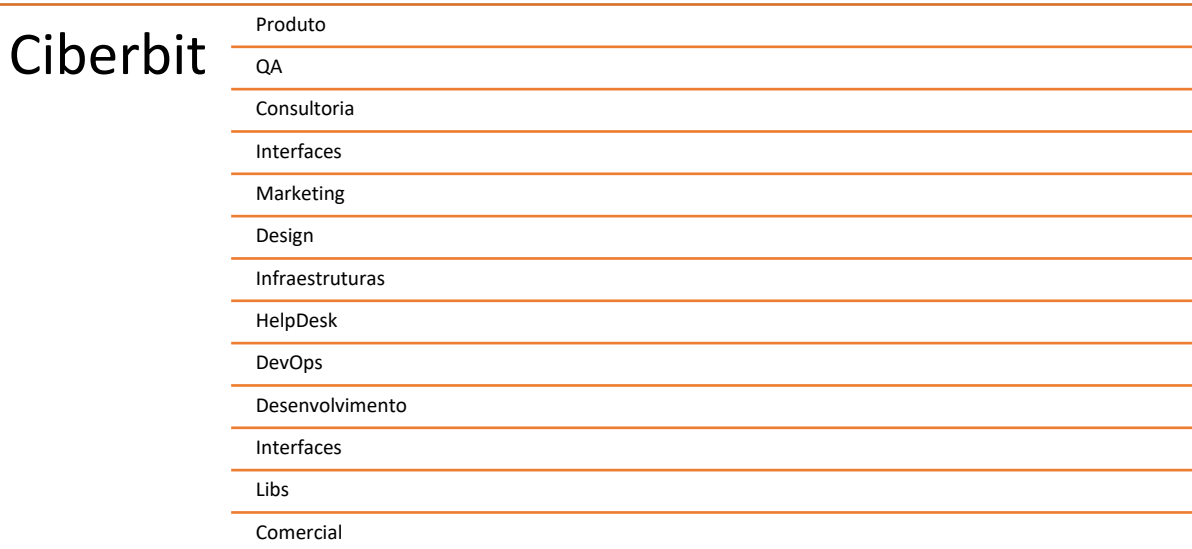 Ciberbit
Produto
QA
Consultoria
Interfaces
Marketing
Design
Infraestruturas
HelpDesk
DevOps
Desenvolvimento
Interfaces
Libs
Comercial